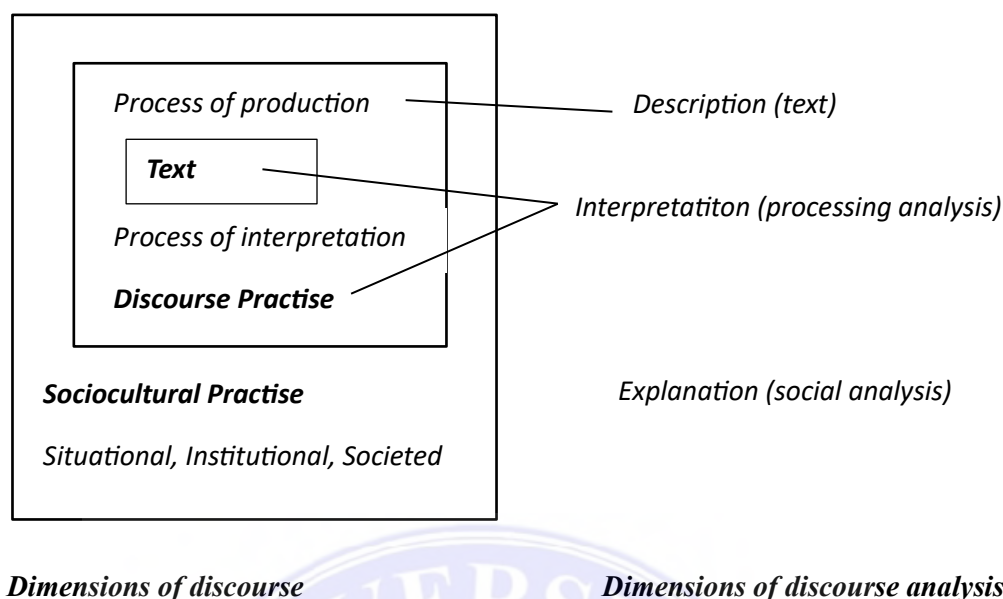 Process of production
Description (text)
Text
Interpretatiton (processing analysis)
Process of interpretation
Discourse Practise
Sociocultural Practise
Explanation (social analysis)
Situational, Institutional, Societed
Dimensions of discourse
Dimensions of discourse analysis